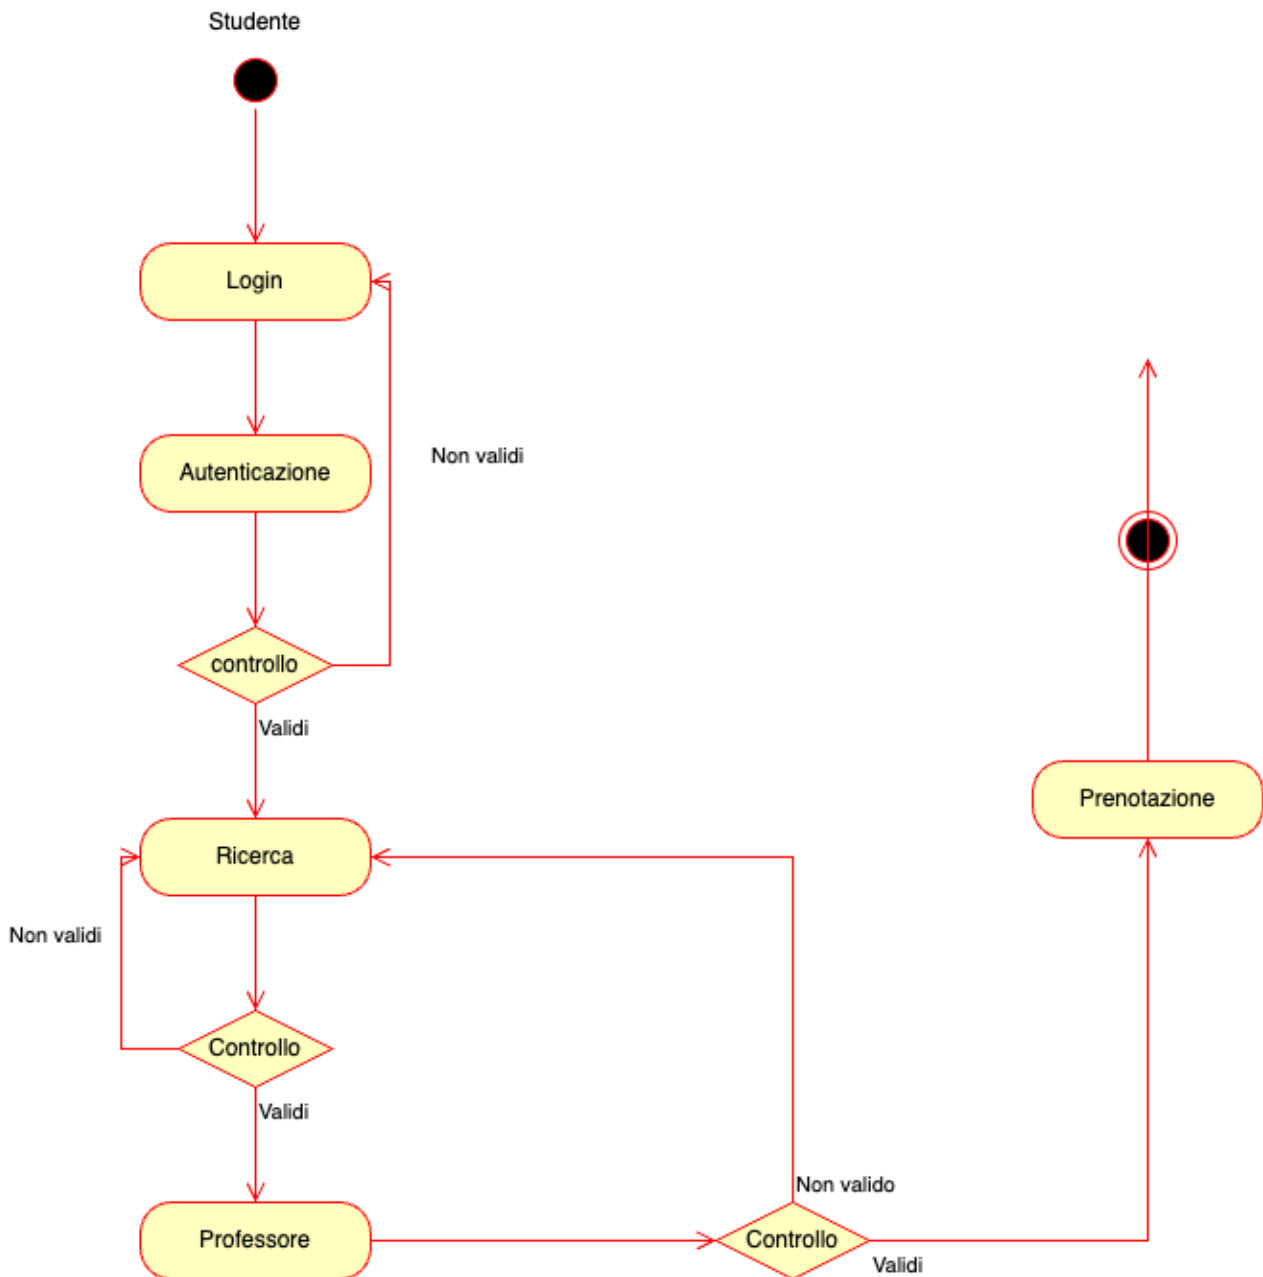 Studente
Login
Non validi
Autenticazione
controllo
Validi
Prenotazione
Ricerca
Non validi
Controllo
Validi
Non valido
Professore
Controllo
Validi